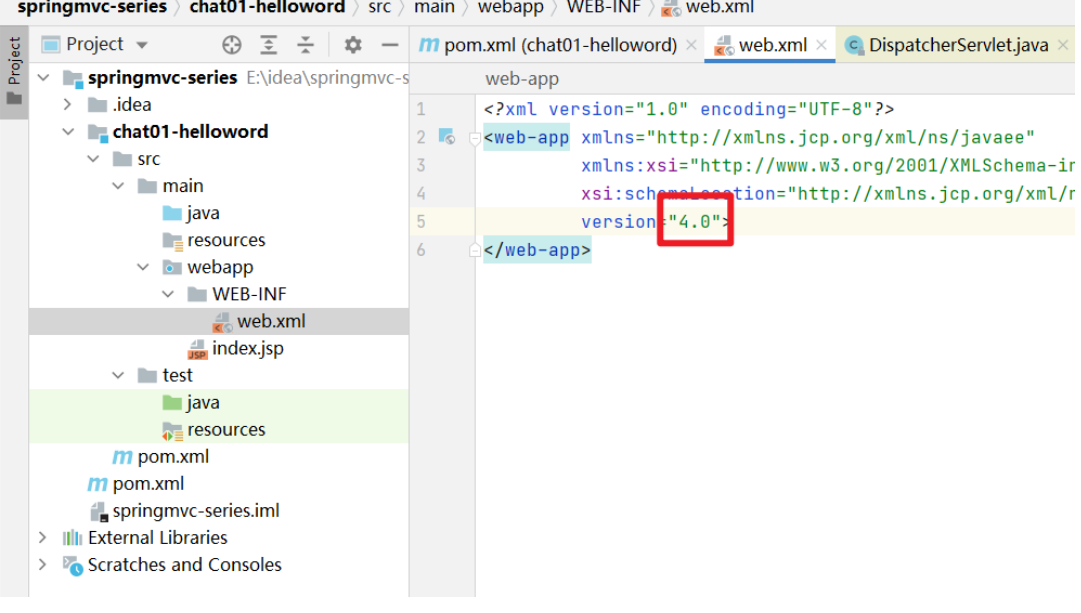 springmvc-series chat01-helloword src main webapp WEB-INF web.xml
Project
Project
pom.xml (chat01-helloword) web.xml DispatcherServlet.java
springmvc-series E:\idea\springmvc-s
.idea
chat01-helloword
src
main
java
resources
webapp
WEB-INF
web.xml
index.jsp
test
java
resources
pom.xml
pom.xml
springmvc-series.iml
External Libraries
Scratches and Consoles
web-app
1 <?xml version="1.0" encoding="UTF-8"?>
2 <web-app xmlns="http://xmlns.jcp.org/xml/ns/javaee"
3 xmlns:xsi="http://www.w3.org/2001/XMLSchema-in
4 xsi:schemaLocation="http://xmlns.jcp.org/xml/n
5 version="4.0">
6 </web-app>